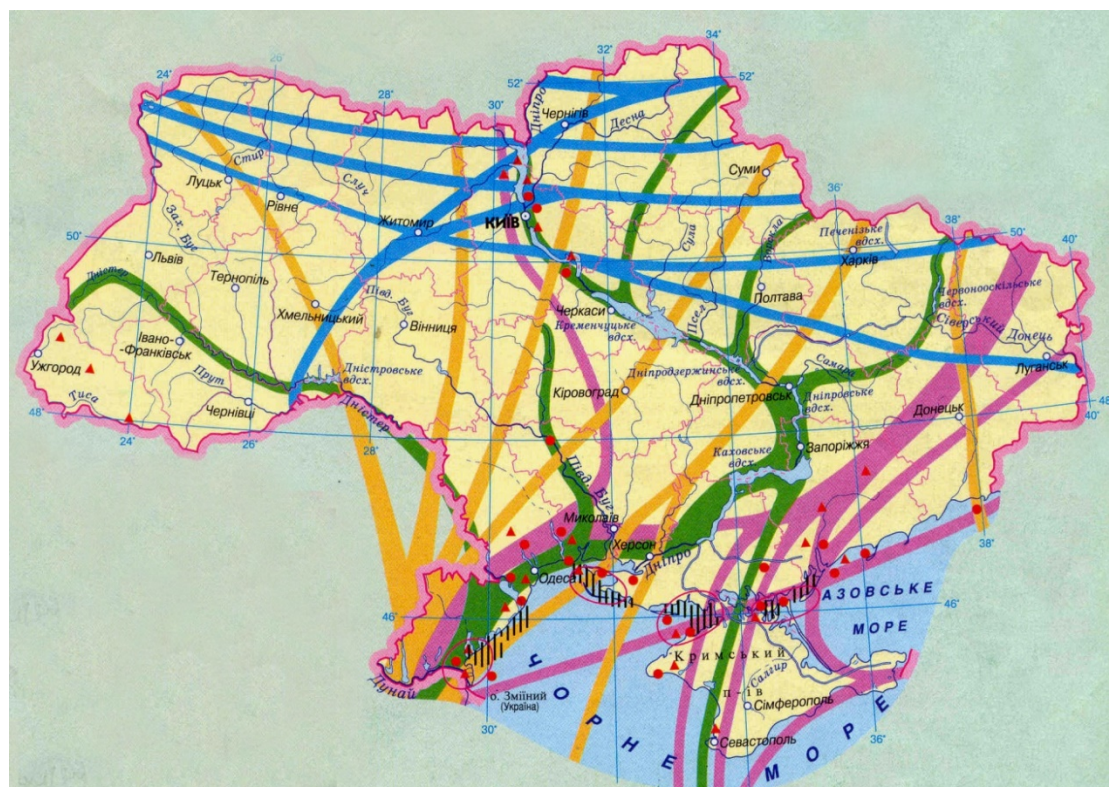 34°
32°
24°
26°
28°
30°
52°
52°
Дніпро
Чернігів
Десна
Стир
Луцьк
Случ
Рівне
Суми
36°
Житомир
КИЇВ
Сула
Ворскла
Печенізьке
вдсх.
38°
50°
40°
Зах. Буг
50°
Львів
Харків
Дністер
Тернопіль
Півд. Буг
Хмельницький
Вінниця
Черкаси
Кременчуцьке
вдсх.
Псел
Полтава
Червонооскільське
вдсх.
Сіверський
Донець
Івано-
-Франківськ
Ужгород
Дністровське
вдсх.
Луганськ
Прут
Кіровоград
Дніпродзержинське
вдсх.
Самара
Дніпропетровськ
Дніпровське
вдсх.
Тиса
48°
Чернівці
Дністер
Донецьк
48°
40°
24°
26°
28°
Каховське
вдсх.
Запоріжжя
Півд. Буг
Миколаїв
Херсон
Дніпро
38°
Одеса
46°
46°
АЗОВСЬКЕ
МОРЕ
Кримський
п-ів
Салгир
Дунай
о. Зміїний
(Україна)
Сімферополь
30°
Севастополь
36°
ЧОРНЕ МОРЕ